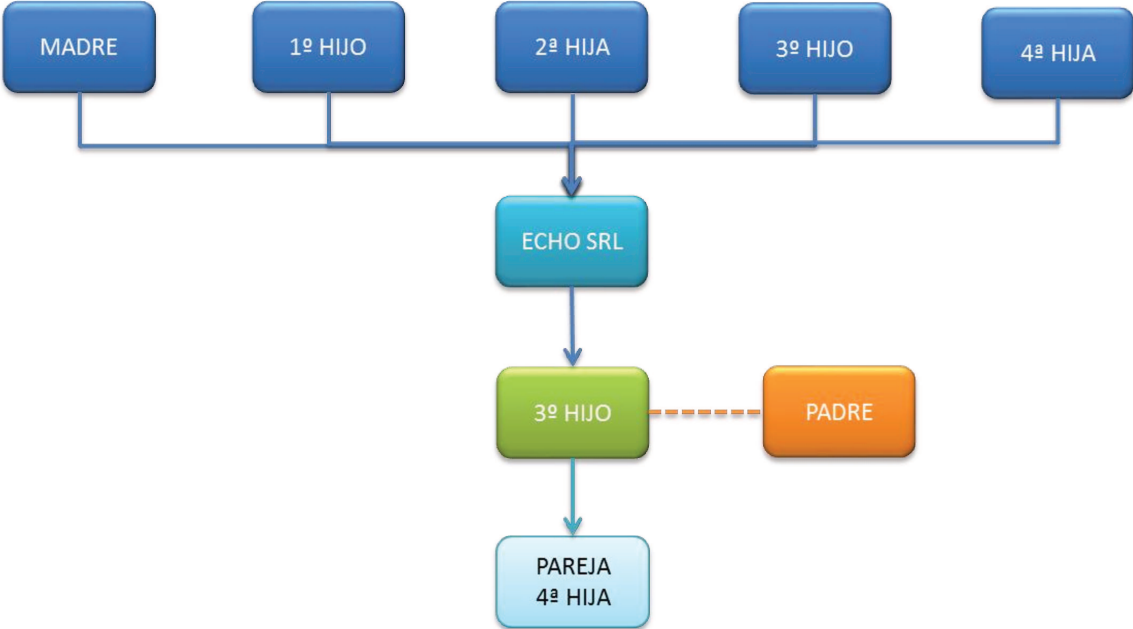 MADRE
1º HIJO
2ª HIJA
3º HIJO
4ª HIJA
ECHO SRL
3º HIJO
PADRE
PAREJA
4ª HIJA